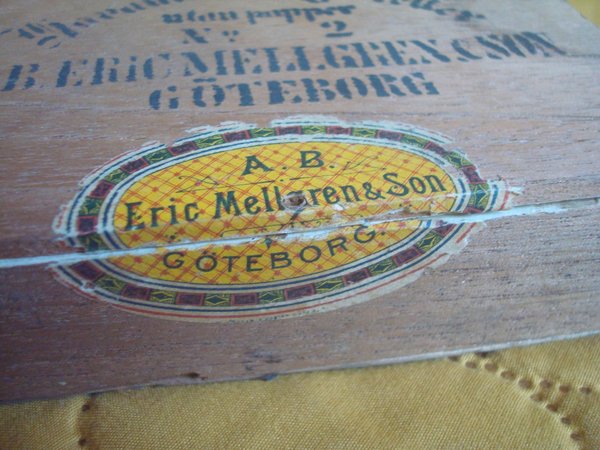 No 2
B. ERIC MELLGREN & SON
GÖTEBORG
A. B.
Eric Mellgren & Son
GÖTEBORG.